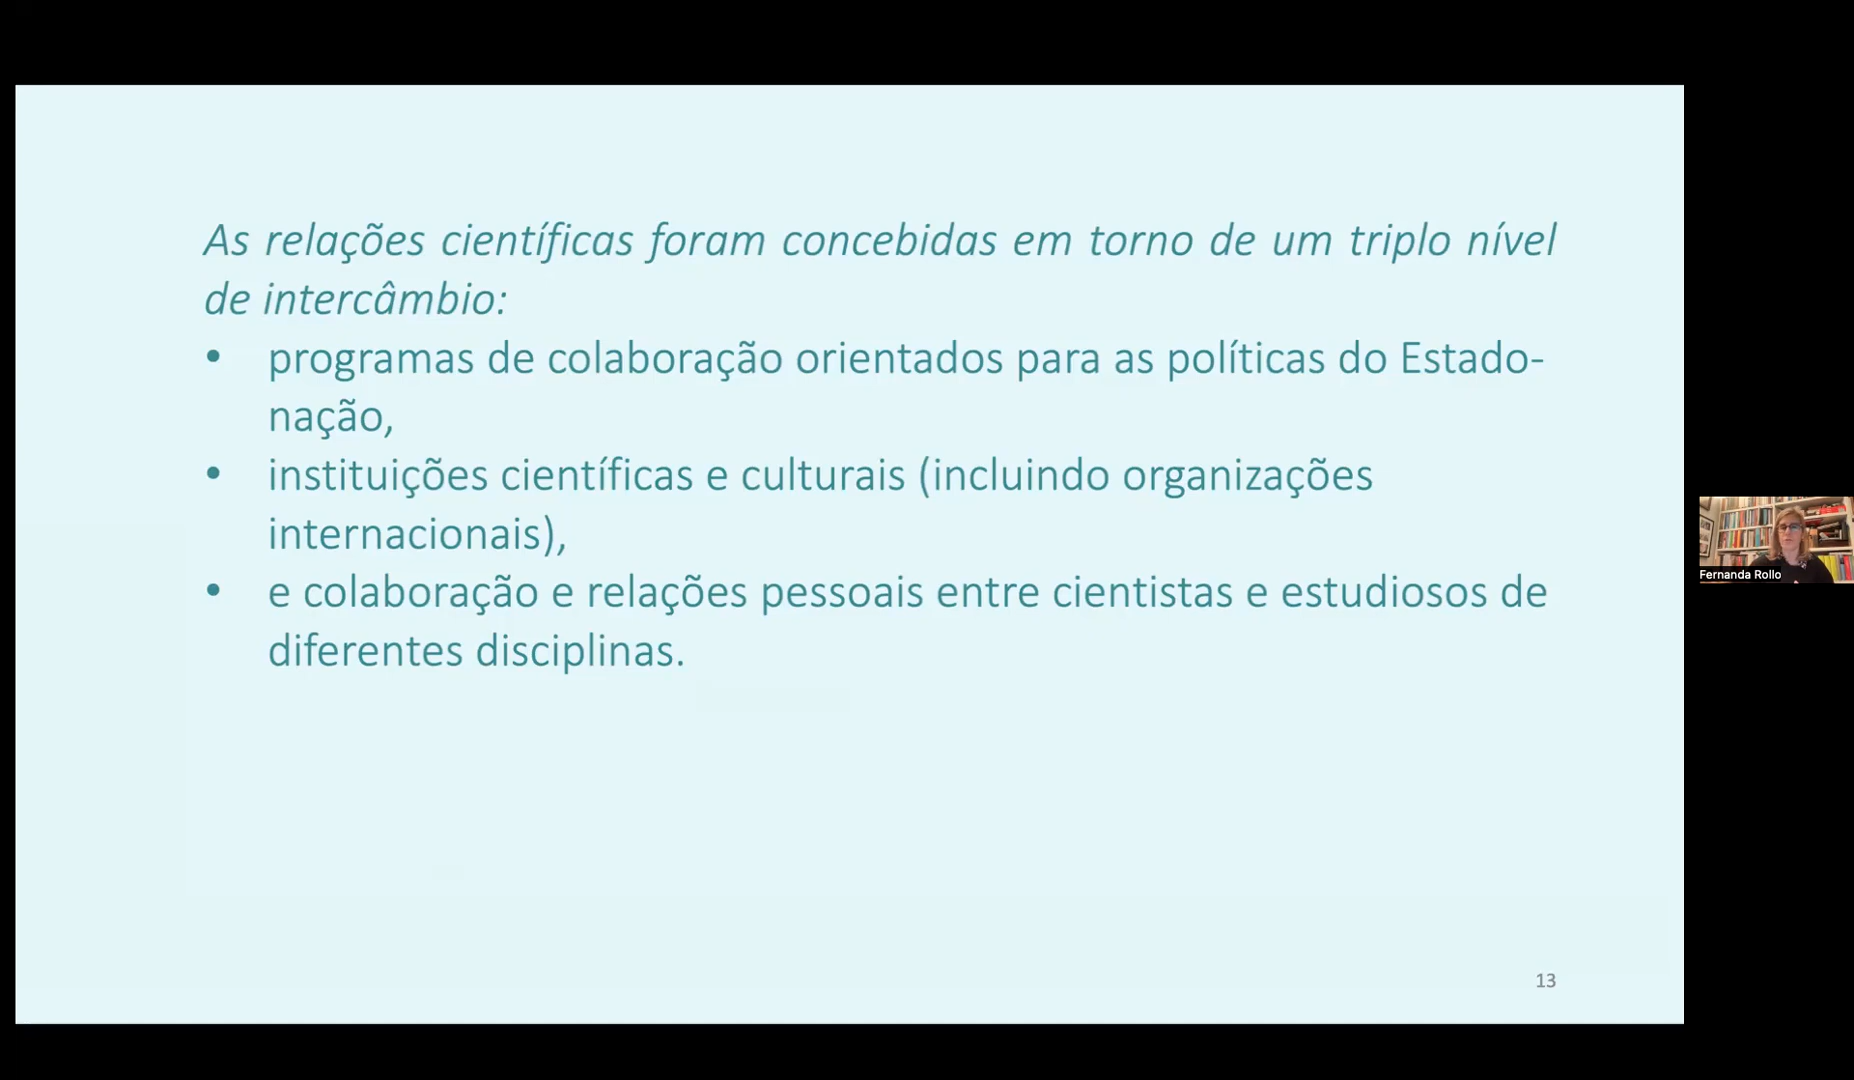 As relações científicas foram concebidas em torno de um triplo nível
de intercâmbio:
• programas de colaboração orientados para as políticas do Estado-
nação,
• instituições científicas e culturais (incluindo organizações
internacionais),
• e colaboração e relações pessoais entre cientistas e estudiosos de
diferentes disciplinas.
Fernanda Rollo
13